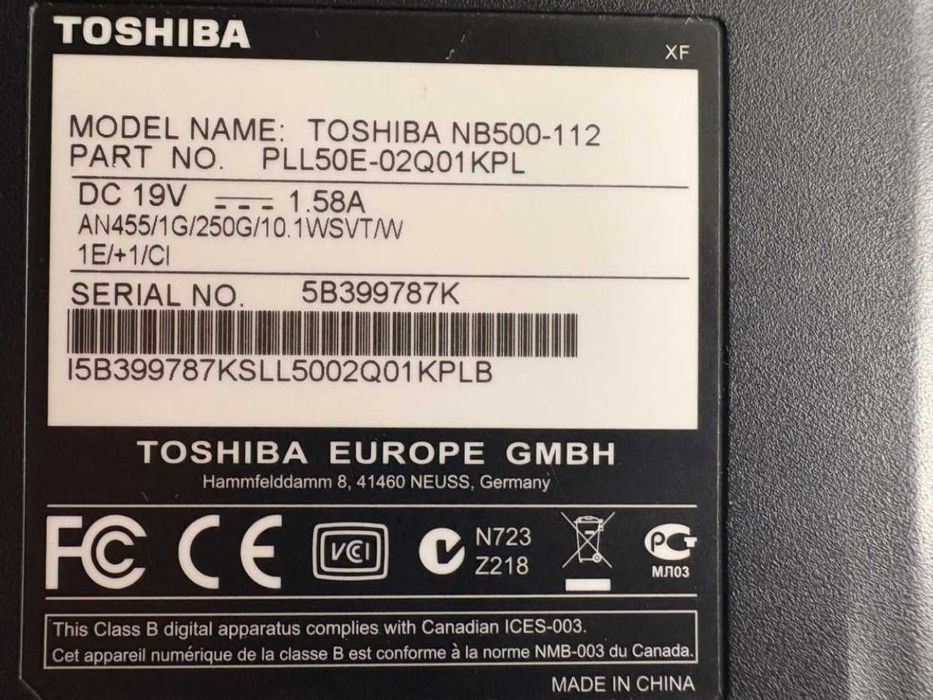 TOSHIBA
XF
MODEL NAME: TOSHIBA NB500-112
PART NO. PLL50E-02Q01KPL
DC 19V 1.58A
AN455/1G/250G/10.1WSVT/W
1E/+1/CI
SERIAL NO. 5B399787K
I5B399787KSLL5002Q01KPLB
TOSHIBA EUROPE GMBH
Hammfelddamm 8, 41460 NEUSS, Germany
FC CE VCI N723
Z218
РСТ
МЛ03
This Class B digital apparatus complies with Canadian ICES-003.
Cet appareil numérique de la classe B est conforme à la norme NMB-003 du Canada.
MADE IN CHINA